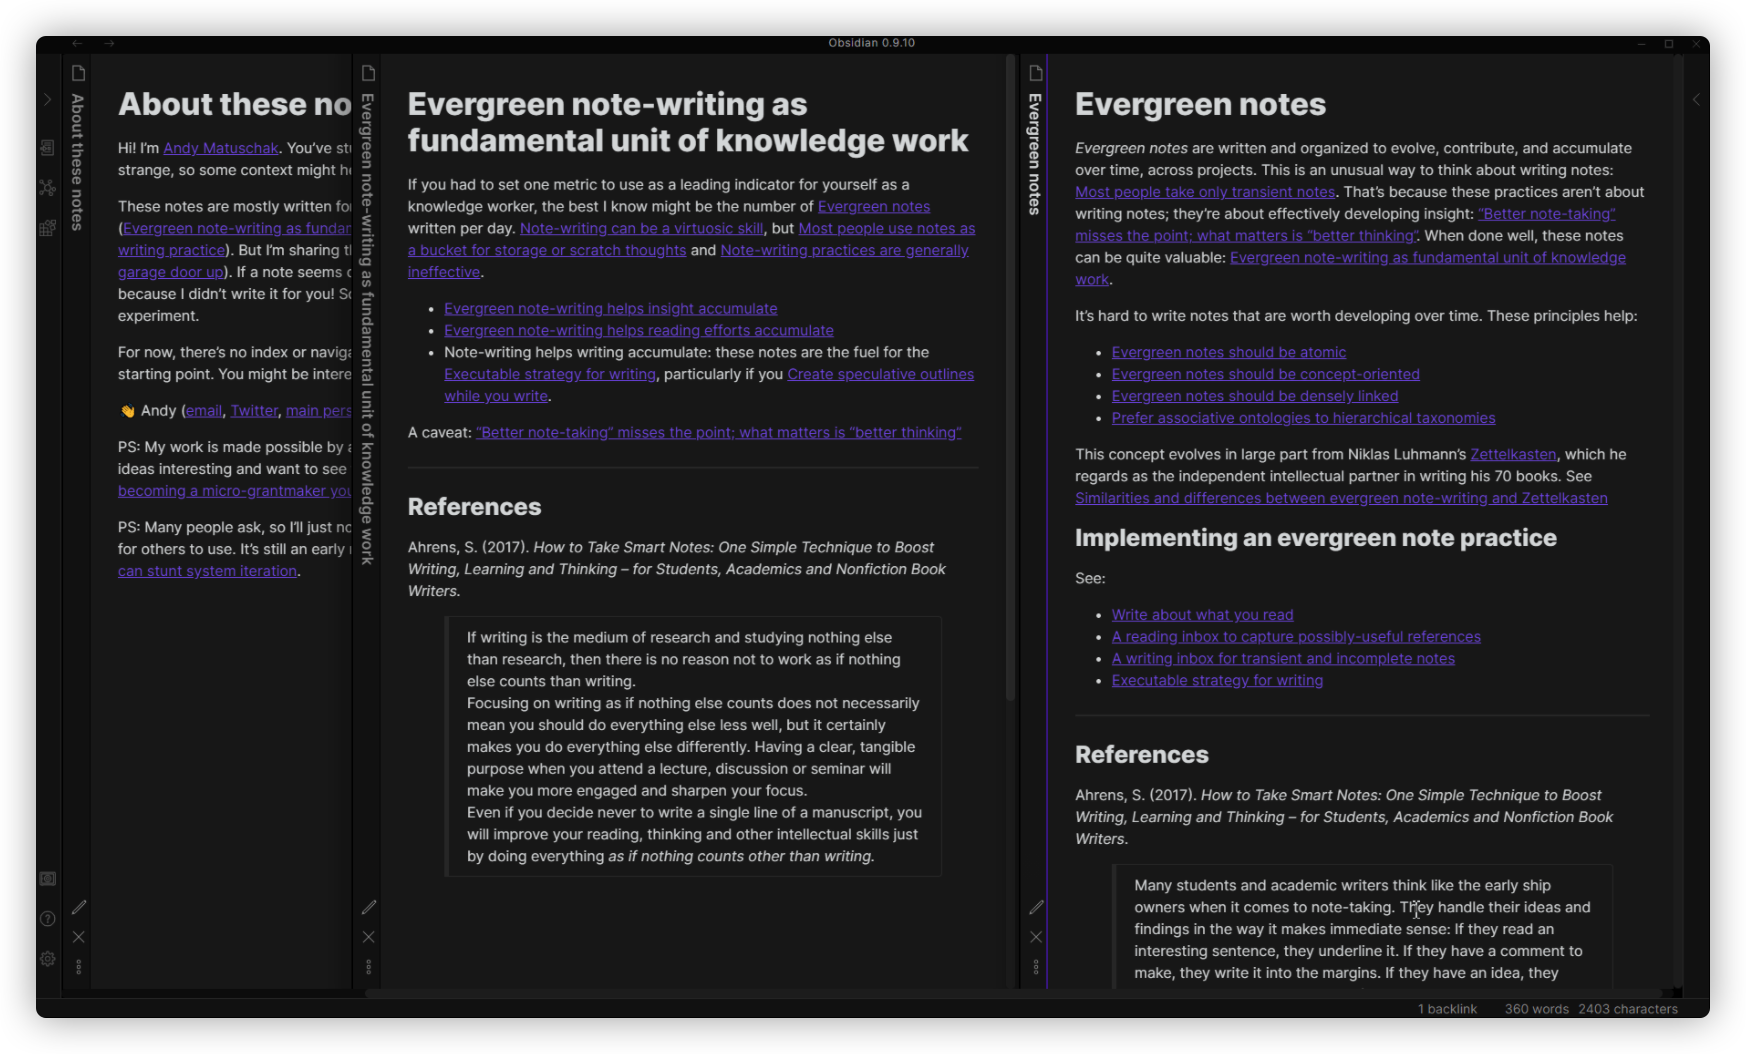 Obsidian 0.9.10
About these notes
About these no
Hi! I'm Andy Matuschak. You've st
strange, so some context might h
These notes are mostly written fo
(Evergreen note-writing as fundar
writing practice). But I'm sharing t
garage door up). If a note seems
because I didn't write it for you! So
experiment.
For now, there's no index or naviga
starting point. You might be intere
👋 Andy (email, Twitter, main pers
PS: My work is made possible by a
ideas interesting and want to see
becoming a micro-grantmaker you
PS: Many people ask, so I'll just no
for others to use. It's still an early
can stunt system iteration.
Evergreen note-writing as fundamental unit of knowledge work
Evergreen note-writing as
fundamental unit of knowledge work
If you had to set one metric to use as a leading indicator for yourself as a
knowledge worker, the best I know might be the number of Evergreen notes
written per day. Note-writing can be a virtuosic skill, but Most people use notes as
a bucket for storage or scratch thoughts and Note-writing practices are generally
ineffective.
• Evergreen note-writing helps insight accumulate
• Evergreen note-writing helps reading efforts accumulate
• Note-writing helps writing accumulate: these notes are the fuel for the
Executable strategy for writing, particularly if you Create speculative outlines
while you write.
A caveat: "Better note-taking" misses the point; what matters is "better thinking"
References
Ahrens, S. (2017). How to Take Smart Notes: One Simple Technique to Boost
Writing, Learning and Thinking – for Students, Academics and Nonfiction Book
Writers.
If writing is the medium of research and studying nothing else
than research, then there is no reason not to work as if nothing
else counts than writing.
Focusing on writing as if nothing else counts does not necessarily
mean you should do everything else less well, but it certainly
makes you do everything else differently. Having a clear, tangible
purpose when you attend a lecture, discussion or seminar will
make you more engaged and sharpen your focus.
Even if you decide never to write a single line of a manuscript, you
will improve your reading, thinking and other intellectual skills just
by doing everything as if nothing counts other than writing.
Evergreen notes
Evergreen notes
Evergreen notes are written and organized to evolve, contribute, and accumulate
over time, across projects. This is an unusual way to think about writing notes:
Most people take only transient notes. That's because these practices aren't about
writing notes; they're about effectively developing insight: "Better note-taking"
misses the point; what matters is "better thinking". When done well, these notes
can be quite valuable: Evergreen note-writing as fundamental unit of knowledge
work.
It's hard to write notes that are worth developing over time. These principles help:
• Evergreen notes should be atomic
• Evergreen notes should be concept-oriented
• Evergreen notes should be densely linked
• Prefer associative ontologies to hierarchical taxonomies
This concept evolves in large part from Niklas Luhmann's Zettelkasten, which he
regards as the independent intellectual partner in writing his 70 books. See
Similarities and differences between evergreen note-writing and Zettelkasten
Implementing an evergreen note practice
See:
• Write about what you read
• A reading inbox to capture possibly-useful references
• A writing inbox for transient and incomplete notes
• Executable strategy for writing
References
Ahrens, S. (2017). How to Take Smart Notes: One Simple Technique to Boost
Writing, Learning and Thinking – for Students, Academics and Nonfiction Book
Writers.
Many students and academic writers think like the early ship
owners when it comes to note-taking. They handle their ideas and
findings in the way it makes immediate sense: If they read an
interesting sentence, they underline it. If they have a comment to
make, they write it into the margins. If they have an idea, they
1 backlink 360 words 2403 characters